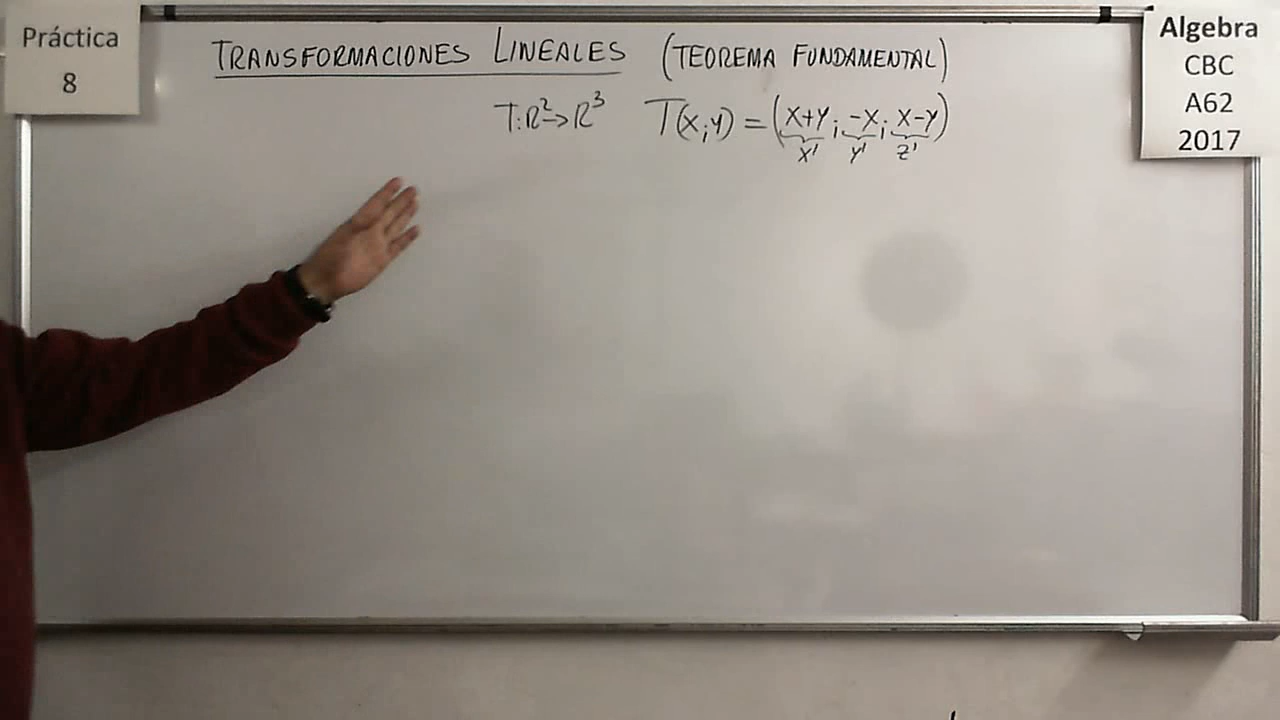 Práctica
8
TRANSFORMACIONES LINEALES (TEOREMA FUNDAMENTAL)
T:R²→R³ T(x;y) = (x+y ; -x ; x-y)
x' y' z'
Algebra
CBC
A62
2017